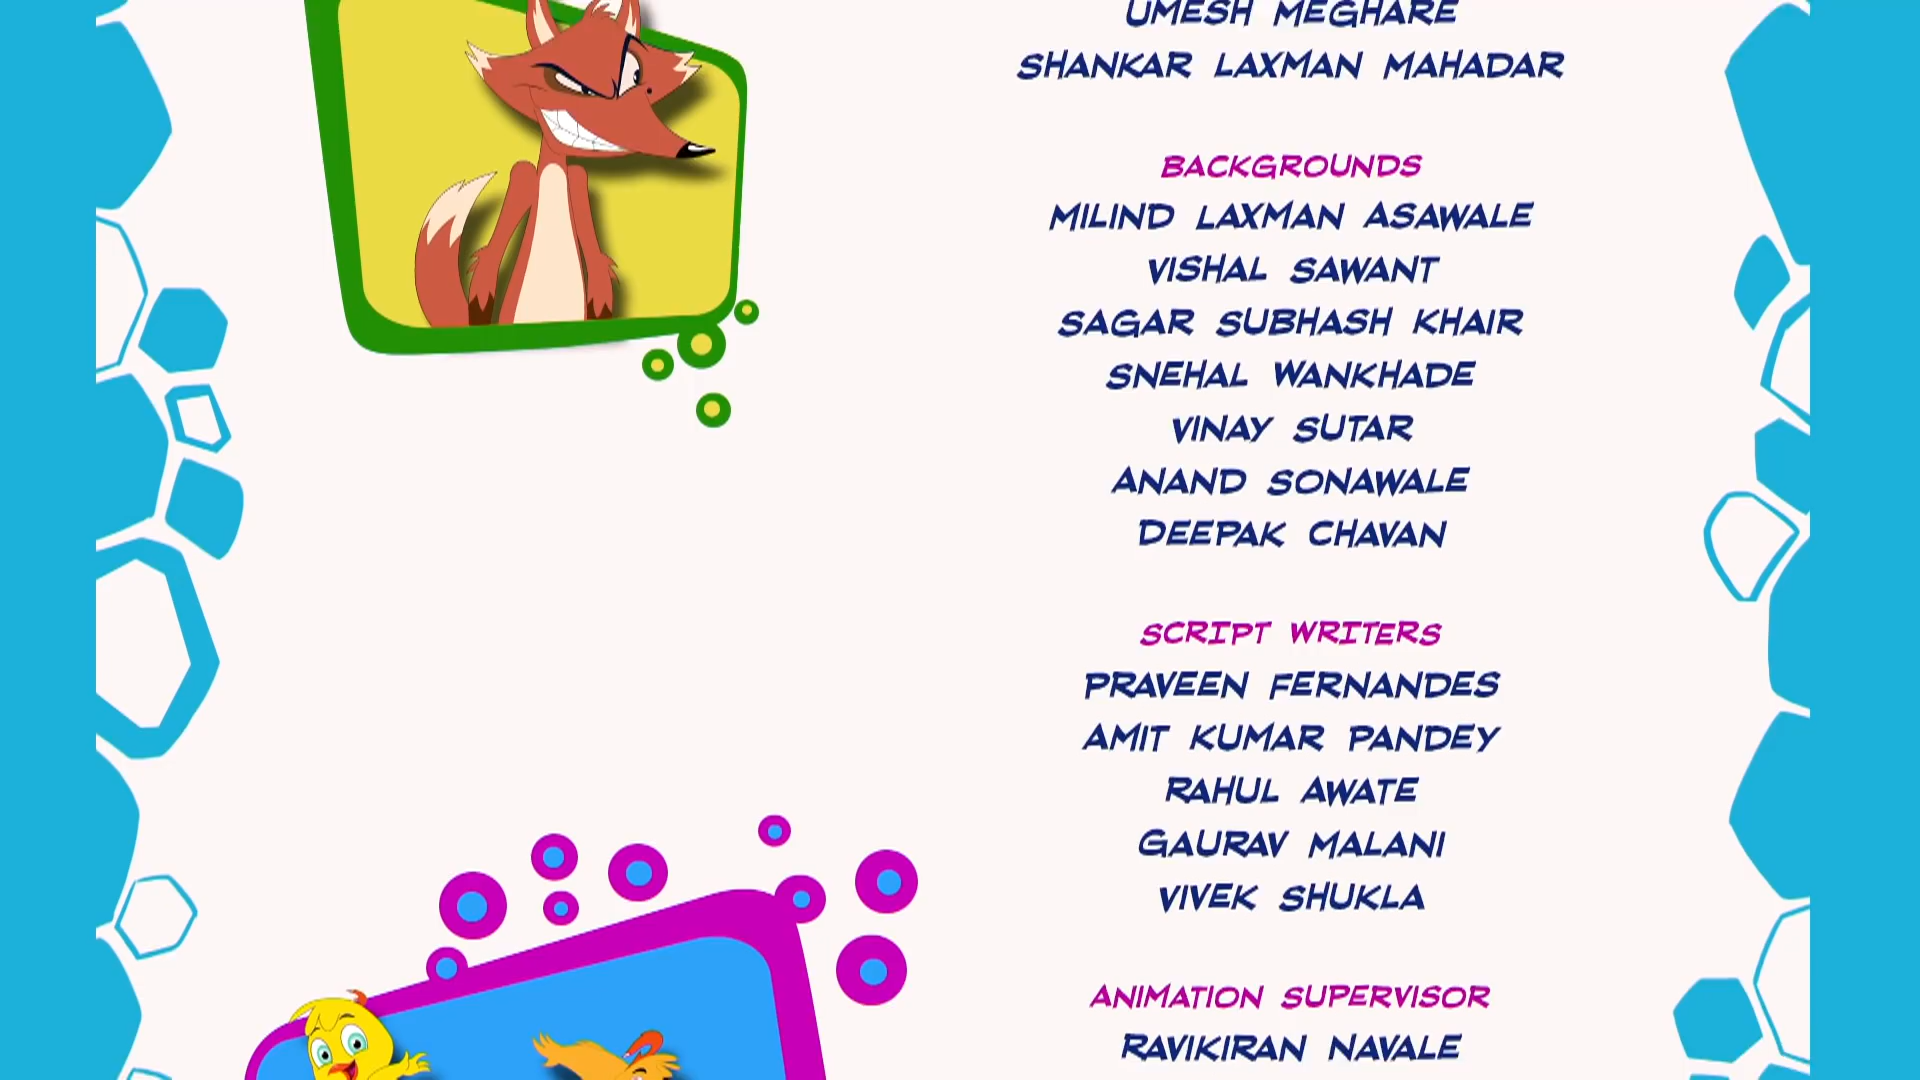 UMESH MEGHARE
SHANKAR LAXMAN MAHADAR
BACKGROUNDS
MILIND LAXMAN ASAWALE
VISHAL SAWANT
SAGAR SUBHASH KHAIR
SNEHAL WANKHADE
VINAY SUTAR
ANAND SONAWALE
DEEPAK CHAVAN
SCRIPT WRITERS
PRAVEEN FERNANDES
AMIT KUMAR PANDEY
RAHUL AWATE
GAURAV MALANI
VIVEK SHUKLA
ANIMATION SUPERVISOR
RAVIKIRAN NAVALE